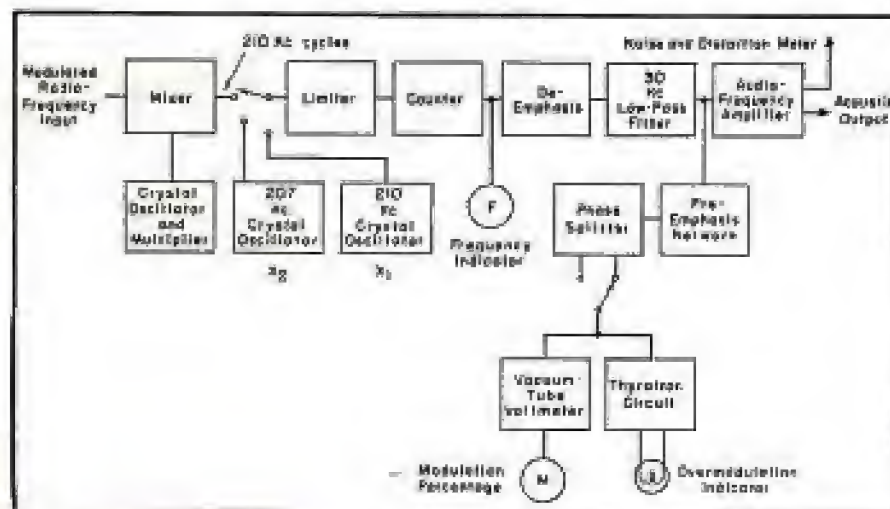 210 Kc cycles
Noise and Distortion Meter
Modulated
Radio-
Frequency
Input
Mixer
Limiter
Counter
De-
Emphasis
30
Kc
Low-Pass
Filter
Audio-
Frequency
Amplifier
Output
Crystal
Oscillator
and
Multiplier
207
Kc
Crystal
Oscillator
X2
210
Kc
Crystal
Oscillator
X1
F
Frequency
Indicator
Phase
Splitter
Pre-
Emphasis
Network
Vacuum-
Tube
Voltmeter
Thyratron
Circuit
Modulation
Percentage
M
Overmodulation
Indicator